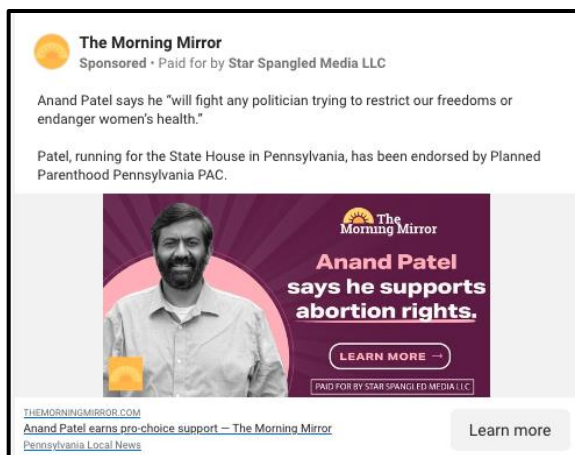 The Morning Mirror
Sponsored • Paid for by Star Spangled Media LLC
Anand Patel says he “will fight any politician trying to restrict our freedoms or
endanger women’s health.”
Patel, running for the State House in Pennsylvania, has been endorsed by Planned
Parenthood Pennsylvania PAC.
The
Morning Mirror
Anand Patel
says he supports
abortion rights.
LEARN MORE →
PAID FOR BY STAR SPANGLED MEDIA LLC
THEMORNINGMIRROR.COM
Anand Patel earns pro-choice support — The Morning Mirror
Pennsylvania Local News
Learn more